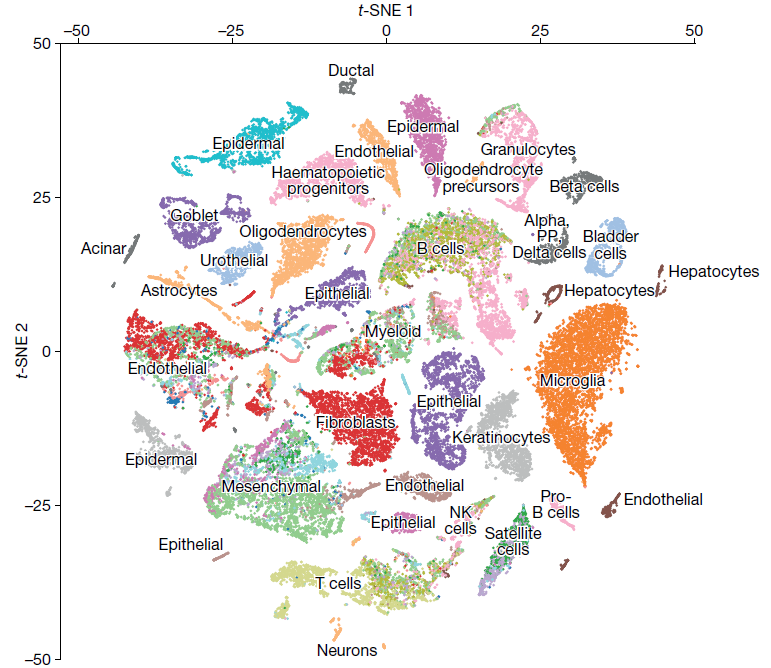 t-SNE 1
−50
−25
0
25
50
50
Ductal
Epidermal
Epidermal
Endothelial
Granulocytes
Haematopoietic
progenitors
Oligodendrocyte
precursors
Beta cells
25
Goblet
Oligodendrocytes
B cells
Alpha,
PP,
Delta cells
Bladder
cells
Acinar
Urothelial
Hepatocytes
Astrocytes
Epithelial
Hepatocytes
Myeloid
t-SNE 2
0
Endothelial
Microglia
Epithelial
Fibroblasts
Keratinocytes
Epidermal
Mesenchymal
Endothelial
−25
Pro-
B cells
Endothelial
Epithelial
NK
cells
Satellite
cells
Epithelial
T cells
Neurons
−50